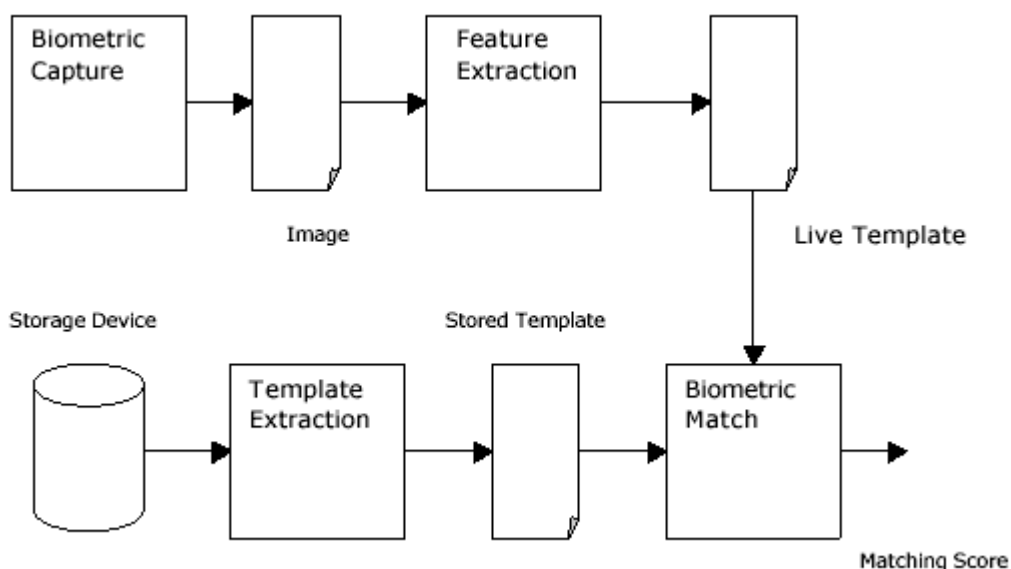 Biometric
Capture
Feature
Extraction
Image
Live Template
Storage Device
Stored Template
Template
Extraction
Biometric
Match
Matching Score